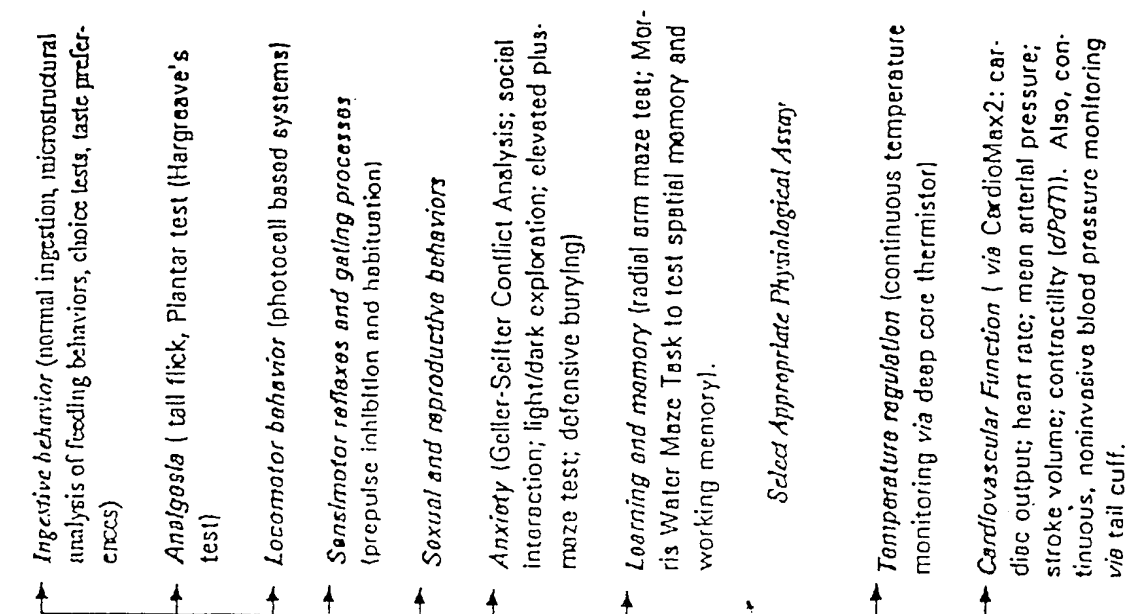 Ingestive behavior (normal ingestion, microstructural
analysis of feeding behaviors, choice tests, taste prefer-
ences)
Analgesia ( tail flick, Plantar test (Hargreave's
test)
Locomotor behavior (photocell based systems)
Sensimotor reflexes and gating processes
(prepulse inhibition and habituation)
Sexual and reproductive behaviors
Anxiety (Geller-Seifter Conflict Analysis; social
interaction; light/dark exploration; elevated plus-
maze test; defensive burying)
Learning and memory (radial arm maze test; Mor-
ris Water Maze Task to test spatial memory and
working memory).
Select Appropriate Physiological Assay
Temperature regulation (continuous temperature
monitoring via deep core thermistor)
Cardiovascular Function ( via CardioMax2: car-
diac output; heart rate; mean arterial pressure;
stroke volume; contractility (dPdT). Also, con-
tinuous, noninvasive blood pressure monitoring
via tail cuff.